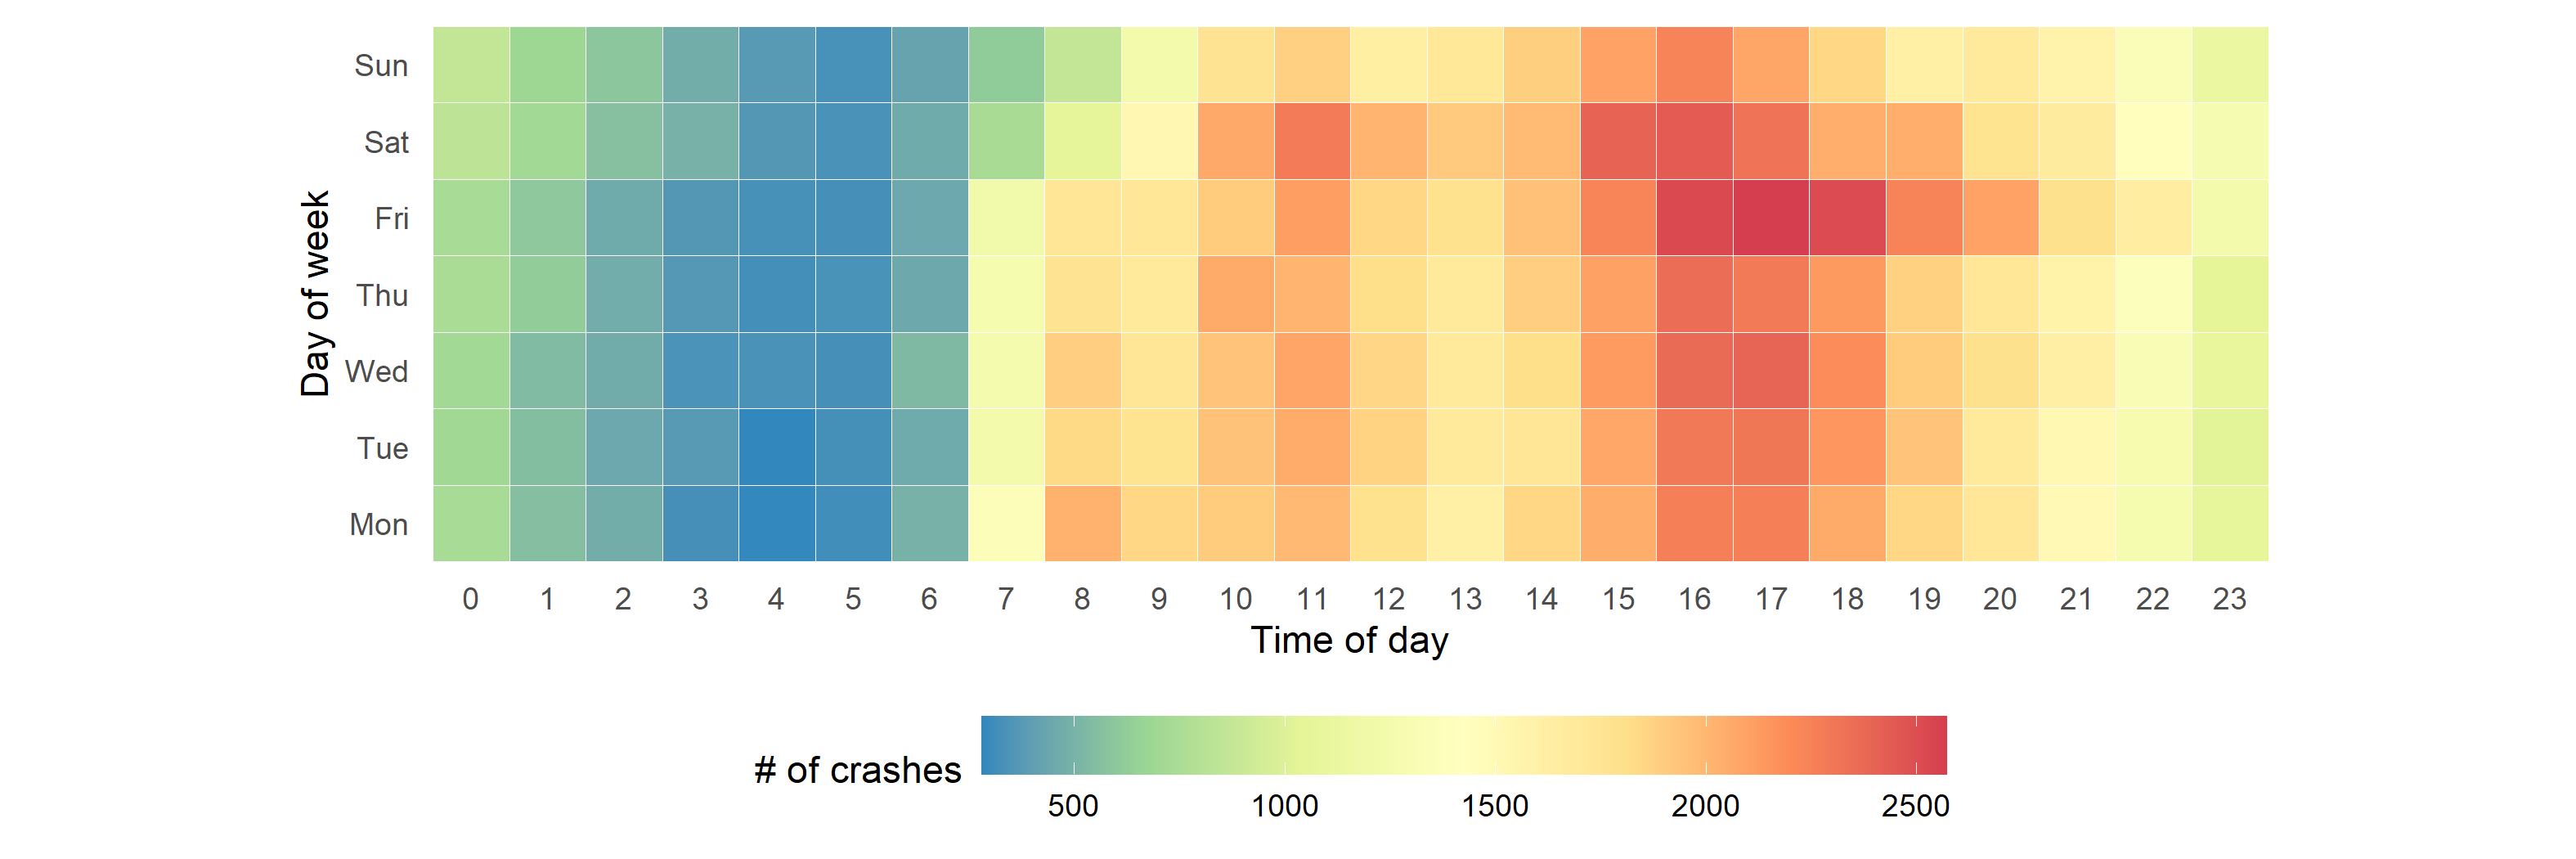 Day of week
Sun
Sat
Fri
Thu
Wed
Tue
Mon
0 1 2 3 4 5 6 7 8 9 10 11 12 13 14 15 16 17 18 19 20 21 22 23
Time of day
# of crashes
500 1000 1500 2000 2500